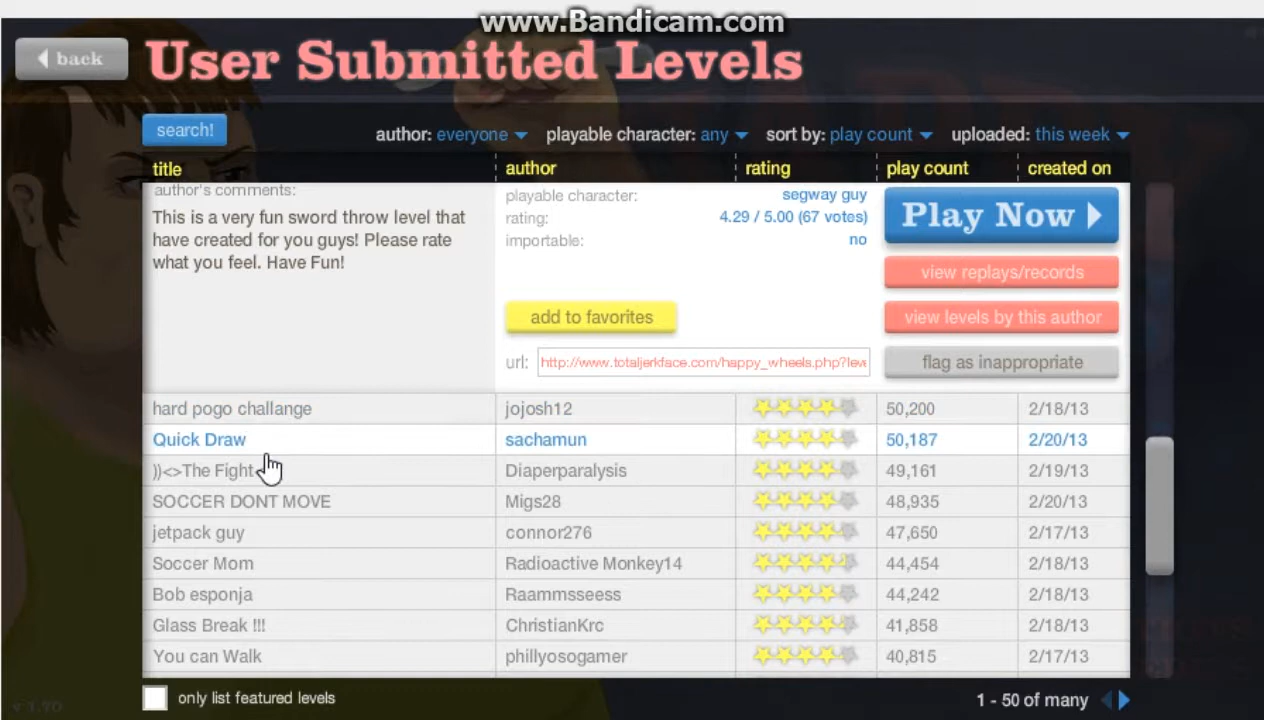 www.Bandicam.com
back
User Submitted Levels
search!
author: everyone playable character: any sort by: play count uploaded: this week
title author rating play count created on
author's comments:
This is a very fun sword throw level that
have created for you guys! Please rate
what you feel. Have Fun!
playable character: segway guy
rating: 4.29 / 5.00 (67 votes)
importable: no
add to favorites
url: http://www.totaljerkface.com/happy_wheels.php?leve
Play Now
view replays/records
view levels by this author
flag as inappropriate
hard pogo challange jojosh12 50,200 2/18/13
Quick Draw sachamun 50,187 2/20/13
))<>The Fight Diaperparalysis 49,161 2/19/13
SOCCER DONT MOVE Migs28 48,935 2/20/13
jetpack guy connor276 47,650 2/17/13
Soccer Mom Radioactive Monkey14 44,454 2/18/13
Bob esponja Raammsseess 44,242 2/18/13
Glass Break !!! ChristianKrc 41,858 2/18/13
You can Walk phillyosogamer 40,815 2/17/13
only list featured levels
1 - 50 of many
v 1.70